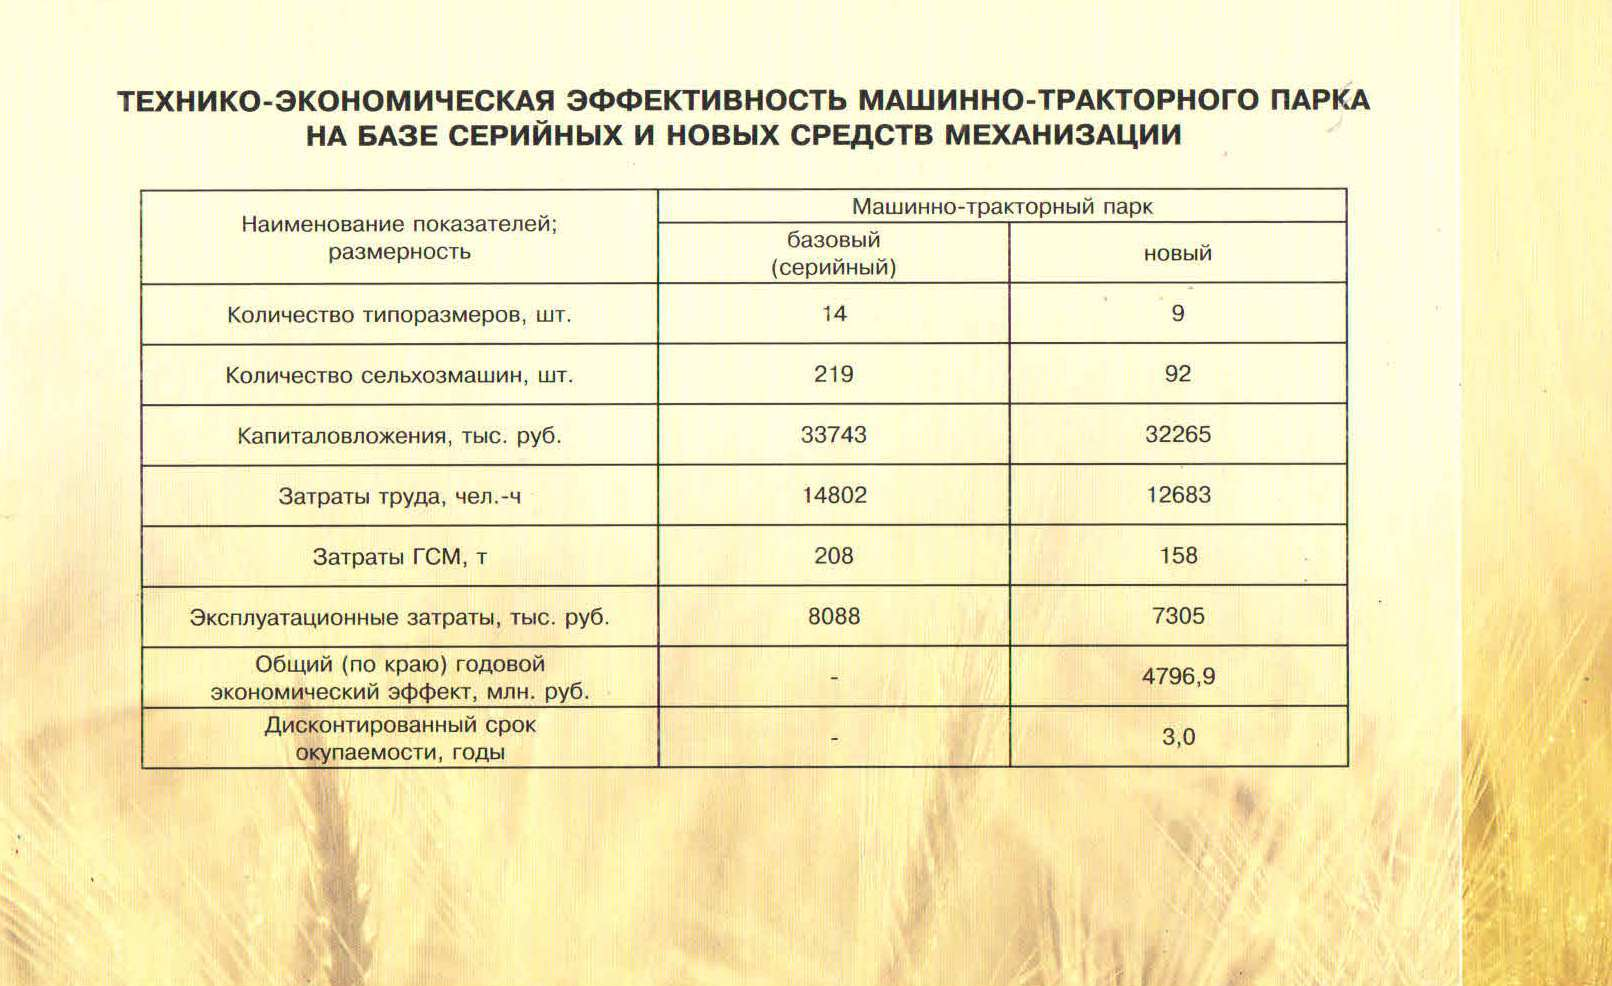 ТЕХНИКО-ЭКОНОМИЧЕСКАЯ ЭФФЕКТИВНОСТЬ МАШИННО-ТРАКТОРНОГО ПАРКА
НА БАЗЕ СЕРИЙНЫХ И НОВЫХ СРЕДСТВ МЕХАНИЗАЦИИ
Наименование показателей;
размерность
Машинно-тракторный парк
базовый
(серийный)
новый
Количество типоразмеров, шт. 14 9
Количество сельхозмашин, шт. 219 92
Капиталовложения, тыс. руб. 33743 32265
Затраты труда, чел.-ч 14802 12683
Затраты ГСМ, т 208 158
Эксплуатационные затраты, тыс. руб. 8088 7305
Общий (по краю) годовой
экономический эффект, млн. руб. - 4796,9
Дисконтированный срок
окупаемости, годы - 3,0